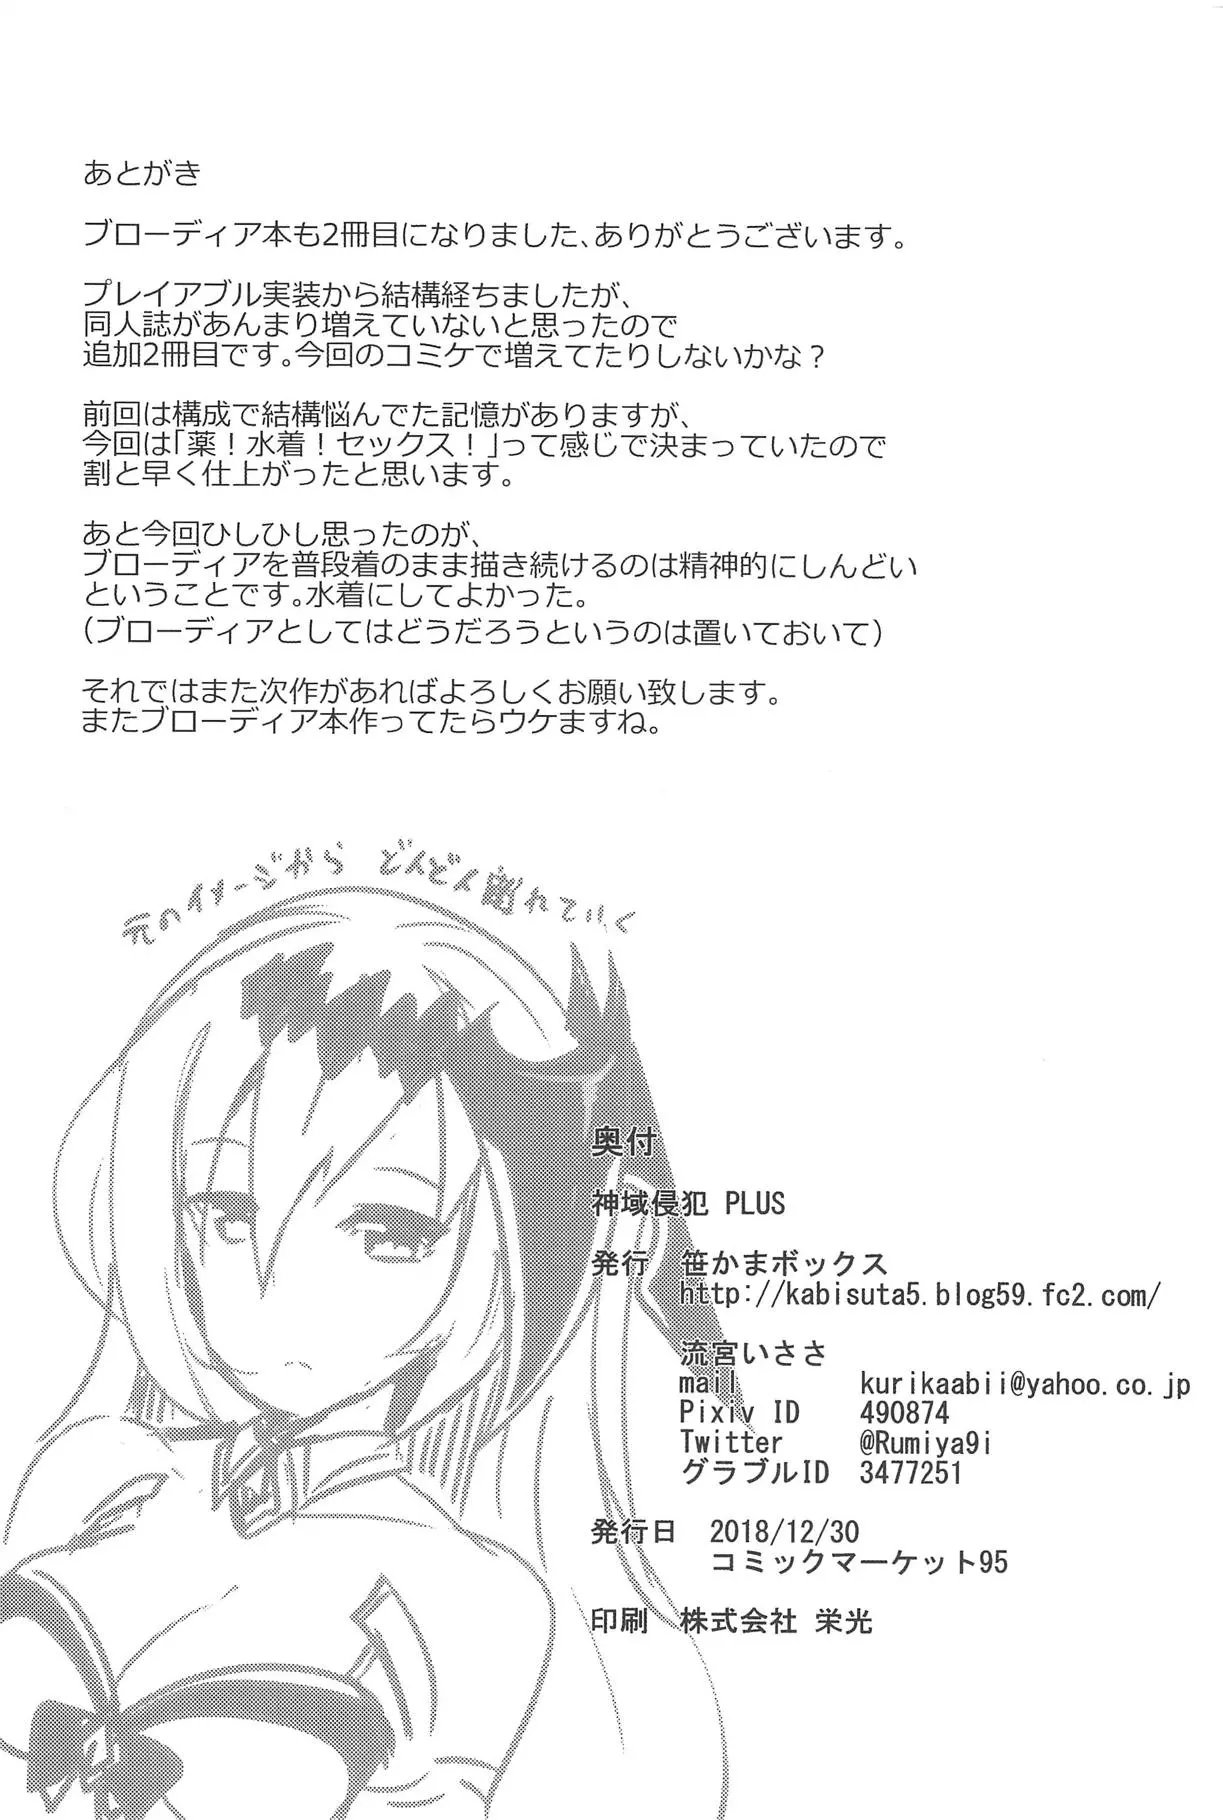 あとがき
ブローディア本も2冊目になりました、ありがとうございます。
プレイアブル実装から結構経ちましたが、
同人誌があんまり増えていないと思ったので
追加2冊目です。今回のコミケで増えてたりしないかな？
前回は構成で結構悩んでた記憶がありますが、
今回は「薬！水着！セックス！」って感じで決まっていたので
割と早く仕上がったと思います。
あと今回ひしひし思ったのが、
ブローディアを普段着のまま描き続けるのは精神的にしんどい
ということです。水着にしてよかった。
（ブローディアとしてはどうだろうというのは置いておいて）
それではまた次作があればよろしくお願い致します。
またブローディア本作ってたらウケますね。
元のイメージから どんどん離れていく
奥付
神域侵犯 PLUS
発行 笹かまボックス
http://kabisuta5.blog59.fc2.com/
流宮いささ
mail kurikaabii@yahoo.co.jp
Pixiv ID 490874
Twitter @Rumiya9i
グラブルID 3477251
発行日 2018/12/30
コミックマーケット95
印刷 株式会社 栄光